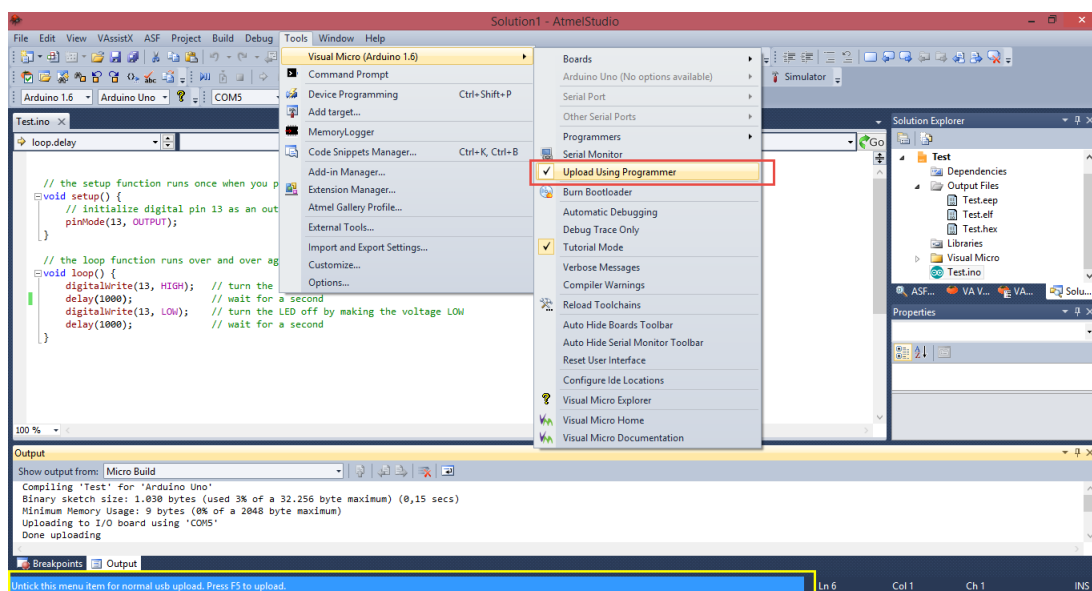 Solution1 - AtmelStudio
File Edit View VAssistX ASF Project Build Debug Tools Window Help
Simulator
Arduino 1.6 Arduino Uno COM5
Visual Micro (Arduino 1.6)
Command Prompt
Device Programming Ctrl+Shift+P
Add target...
MemoryLogger
Code Snippets Manager... Ctrl+K, Ctrl+B
Add-in Manager...
Extension Manager...
Atmel Gallery Profile...
External Tools...
Import and Export Settings...
Customize...
Options...
Boards
Arduino Uno (No options available)
Serial Port
Other Serial Ports
Programmers
Serial Monitor
Upload Using Programmer
Burn Bootloader
Automatic Debugging
Debug Trace Only
Tutorial Mode
Verbose Messages
Compiler Warnings
Reload Toolchains
Auto Hide Boards Toolbar
Auto Hide Serial Monitor Toolbar
Reset User Interface
Configure Ide Locations
Visual Micro Explorer
Visual Micro Home
Visual Micro Documentation
Test.ino
loop.delay
Go
// the setup function runs once when you p
void setup() {
// initialize digital pin 13 as an out
pinMode(13, OUTPUT);
}
// the loop function runs over and over ag
void loop() {
digitalWrite(13, HIGH); // turn the
delay(1000); // wait for a second
digitalWrite(13, LOW); // turn the LED off by making the voltage LOW
delay(1000); // wait for a second
}
100 %
Solution Explorer
Test
Dependencies
Output Files
Test.eep
Test.elf
Test.hex
Libraries
Visual Micro
Test.ino
ASF... VA V... VA... Solu...
Properties
Output
Show output from: Micro Build
Compiling 'Test' for 'Arduino Uno'
Binary sketch size: 1.030 bytes (used 3% of a 32.256 byte maximum) (0,15 secs)
Minimum Memory Usage: 9 bytes (0% of a 2048 byte maximum)
Uploading to I/O board using 'COM5'
Done uploading
Breakpoints Output
Untick this menu item for normal usb upload. Press F5 to upload.
Ln 6 Col 1 Ch 1 INS